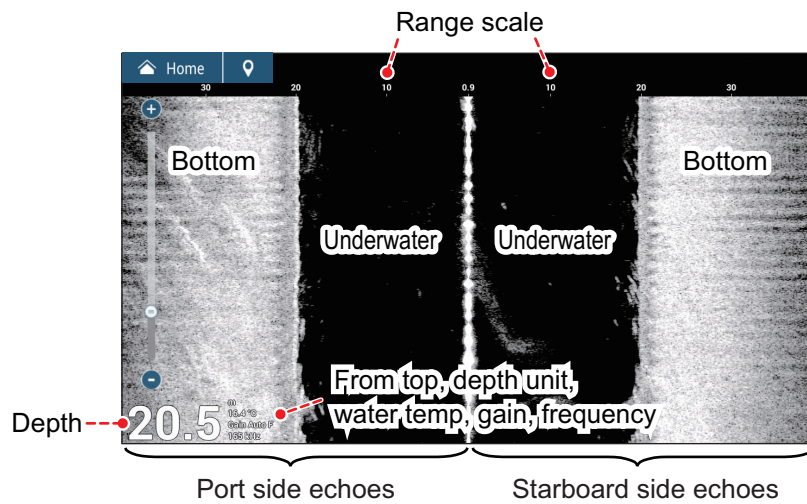 Range scale
Home
30 20 10 0.9 10 20 30
Bottom
Bottom
Underwater
Underwater
From top, depth unit,
water temp, gain, frequency
Depth
20.5
m
16.4 °C
Gain Auto F
165 kHz
Port side echoes
Starboard side echoes